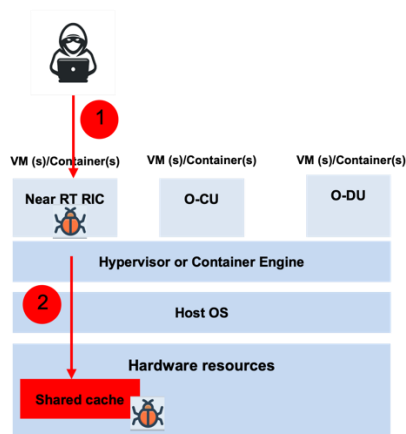 1
VM (s)/Container(s) VM (s)/Container(s) VM (s)/Container(s)
Near RT RIC O-CU O-DU
Hypervisor or Container Engine
2
Host OS
Hardware resources
Shared cache